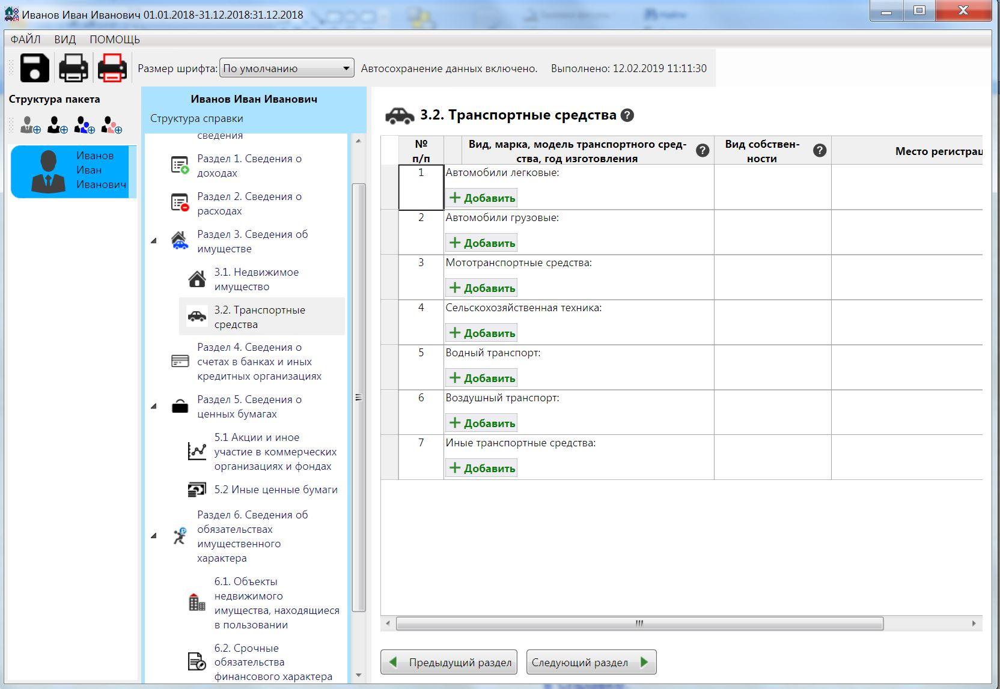 Иванов Иван Иванович 01.01.2018-31.12.2018:31.12.2018
ФАЙЛ ВИД ПОМОЩЬ
Размер шрифта: По умолчанию Автосохранение данных включено. Выполнено: 12.02.2019 11:11:30
Структура пакета
Иванов
Иван
Иванович
Иванов Иван Иванович
Структура справки
сведения
Раздел 1. Сведения о
доходах
Раздел 2. Сведения о
расходах
Раздел 3. Сведения об
имуществе
3.1. Недвижимое
имущество
3.2. Транспортные
средства
Раздел 4. Сведения о
счетах в банках и иных
кредитных организациях
Раздел 5. Сведения о
ценных бумагах
5.1 Акции и иное
участие в коммерческих
организациях и фондах
5.2 Иные ценные бумаги
Раздел 6. Сведения об
обязательствах
имущественного
характера
6.1. Объекты
недвижимого
имущества, находящиеся
в пользовании
6.2. Срочные
обязательства
финансового характера
3.2. Транспортные средства ?
№
п/п
Вид, марка, модель транспортного сред-
ства, год изготовления
?
Вид собствен-
ности
?
Место регистрац
1 Автомобили легковые:
+ Добавить
2 Автомобили грузовые:
+ Добавить
3 Мототранспортные средства:
+ Добавить
4 Сельскохозяйственная техника:
+ Добавить
5 Водный транспорт:
+ Добавить
6 Воздушный транспорт:
+ Добавить
7 Иные транспортные средства:
+ Добавить
Предыдущий раздел Следующий раздел